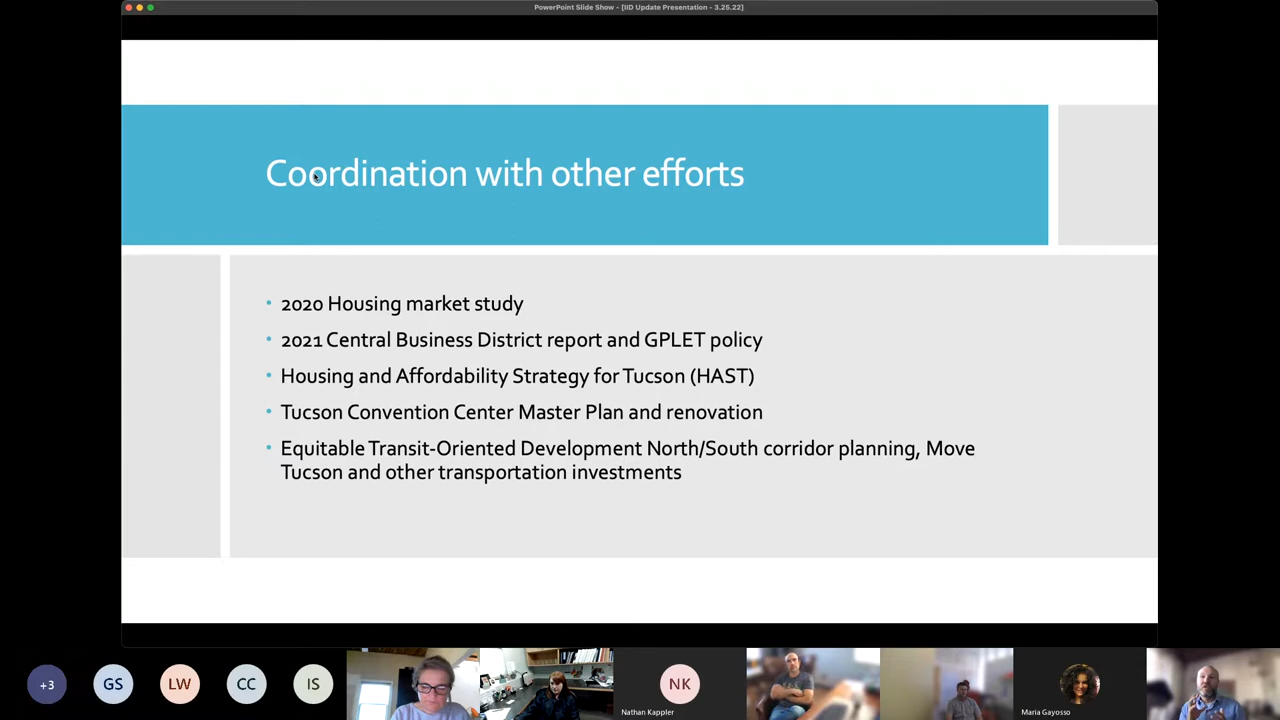 PowerPoint Slide Show - [IID Update Presentation - 3.25.22]
Coordination with other efforts
• 2020 Housing market study
• 2021 Central Business District report and GPLET policy
• Housing and Affordability Strategy for Tucson (HAST)
• Tucson Convention Center Master Plan and renovation
• Equitable Transit-Oriented Development North/South corridor planning, Move
Tucson and other transportation investments
+3
GS
LW
CC
IS
NK
Nathan Kappler
Maria Gayosso